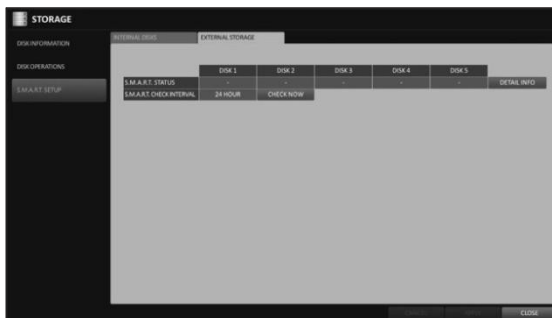 STORAGE
DISK INFORMATION
DISK OPERATIONS
S.M.A.R.T. SETUP
INTERNAL DISKS EXTERNAL STORAGE
DISK 1 DISK 2 DISK 3 DISK 4 DISK 5
S.M.A.R.T. STATUS - - - - - DETAIL INFO
S.M.A.R.T. CHECK INTERVAL 24 HOUR CHECK NOW
CLOSE